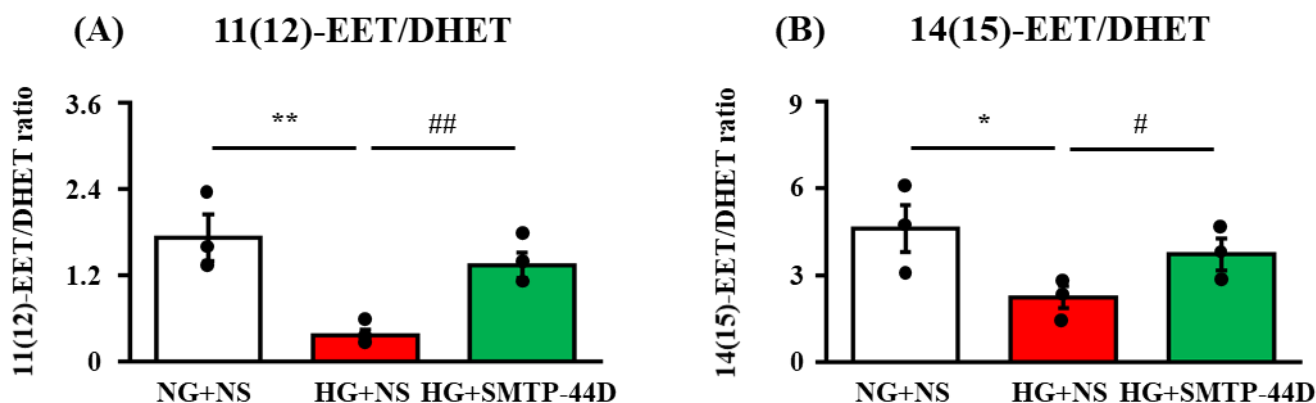 (A) 11(12)-EET/DHET
11(12)-EET/DHET ratio
3.6
2.4
1.2
0
** ##
NG+NS HG+NS HG+SMTP-44D
(B) 14(15)-EET/DHET
14(15)-EET/DHET ratio
9
6
3
0
* #
NG+NS HG+NS HG+SMTP-44D